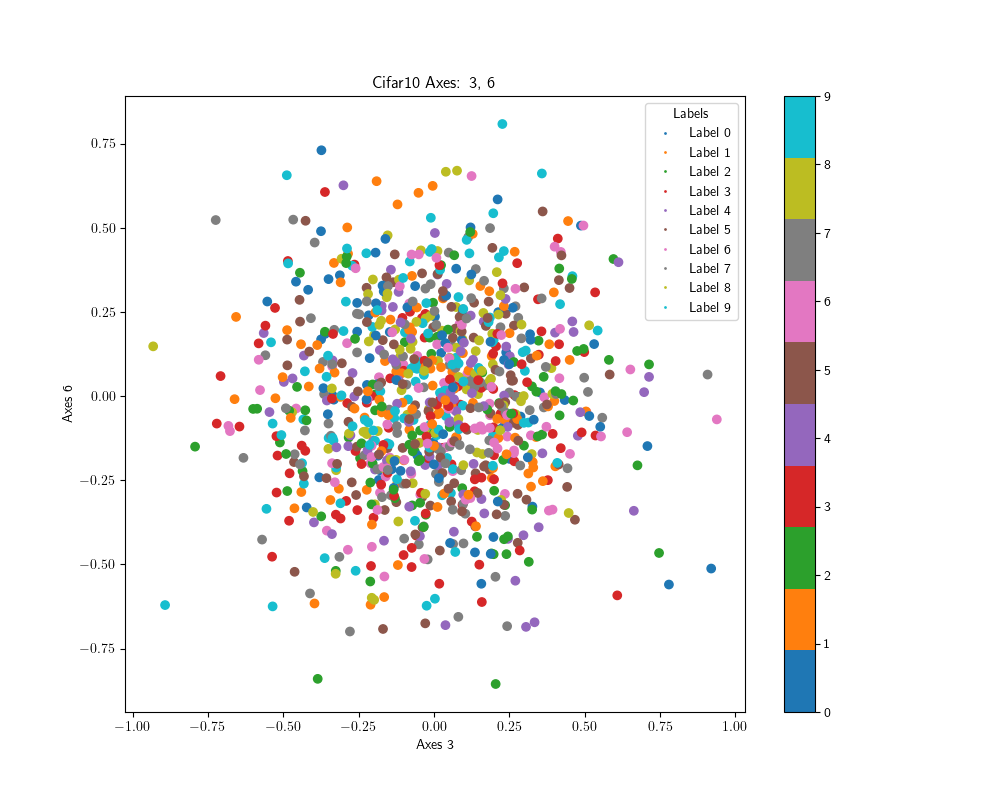 Cifar10 Axes: 3, 6
Labels
Label 0
Label 1
Label 2
Label 3
Label 4
Label 5
Label 6
Label 7
Label 8
Label 9
0.75
0.50
0.25
0.00
−0.25
−0.50
−0.75
Axes 6
−1.00 −0.75 −0.50 −0.25 0.00 0.25 0.50 0.75 1.00
Axes 3
9
8
7
6
5
4
3
2
1
0